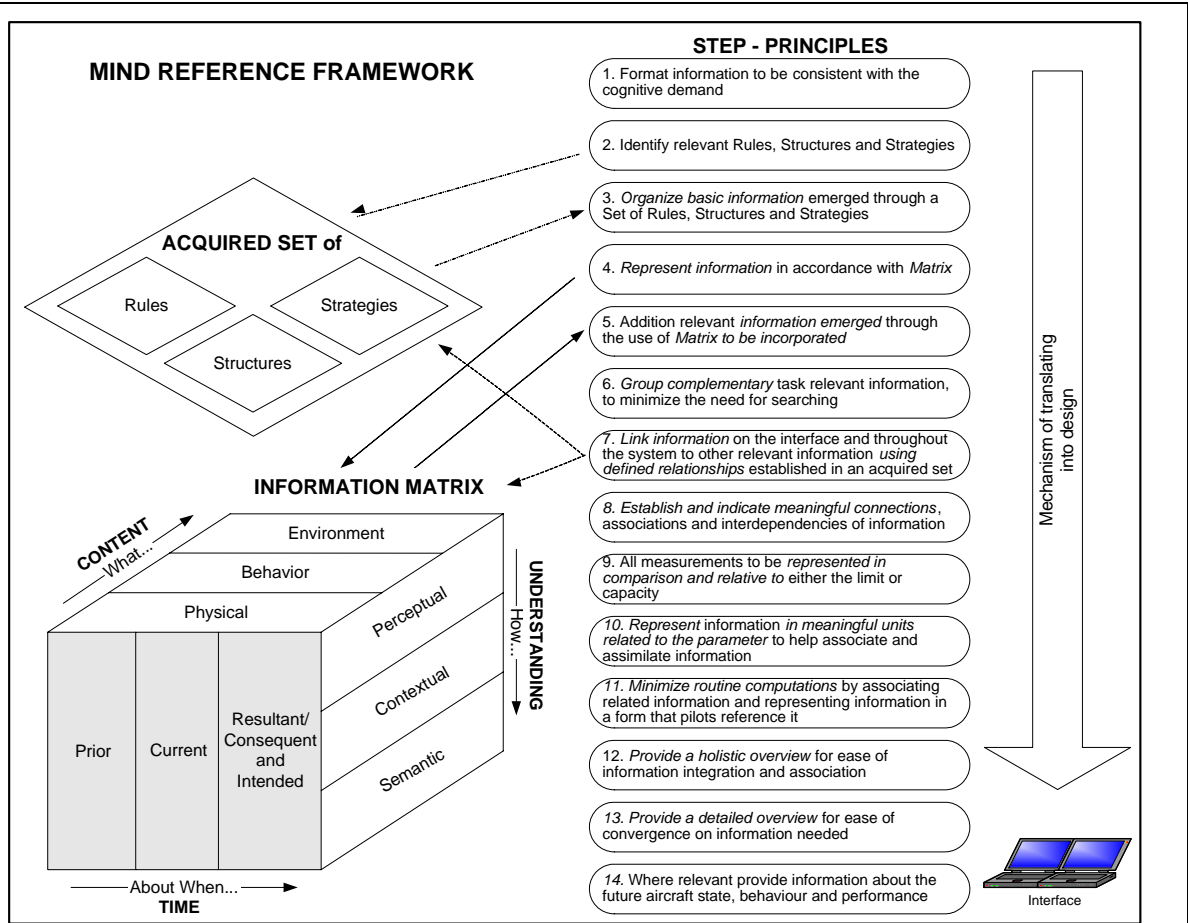 MIND REFERENCE FRAMEWORK
STEP - PRINCIPLES
1. Format information to be consistent with the
cognitive demand
2. Identify relevant Rules, Structures and Strategies
3. Organize basic information emerged through a
Set of Rules, Structures and Strategies
4. Represent information in accordance with Matrix
5. Addition relevant information emerged through
the use of Matrix to be incorporated
6. Group complementary task relevant information,
to minimize the need for searching
7. Link information on the interface and throughout
the system to other relevant information using
defined relationships established in an acquired set
8. Establish and indicate meaningful connections,
associations and interdependencies of information
9. All measurements to be represented in
comparison and relative to either the limit or
capacity
10. Represent information in meaningful units
related to the parameter to help associate and
assimilate information
11. Minimize routine computations by associating
related information and representing information in
a form that pilots reference it
12. Provide a holistic overview for ease of
information integration and association
13. Provide a detailed overview for ease of
convergence on information needed
14. Where relevant provide information about the
future aircraft state, behaviour and performance
Mechanism of translating
into design
Interface
ACQUIRED SET of
Rules
Strategies
Structures
INFORMATION MATRIX
CONTENT
What...
Environment
Behavior
Physical
UNDERSTANDING
How...
Perceptual
Contextual
Semantic
Prior
Current
Resultant/
Consequent
and
Intended
About When...
TIME